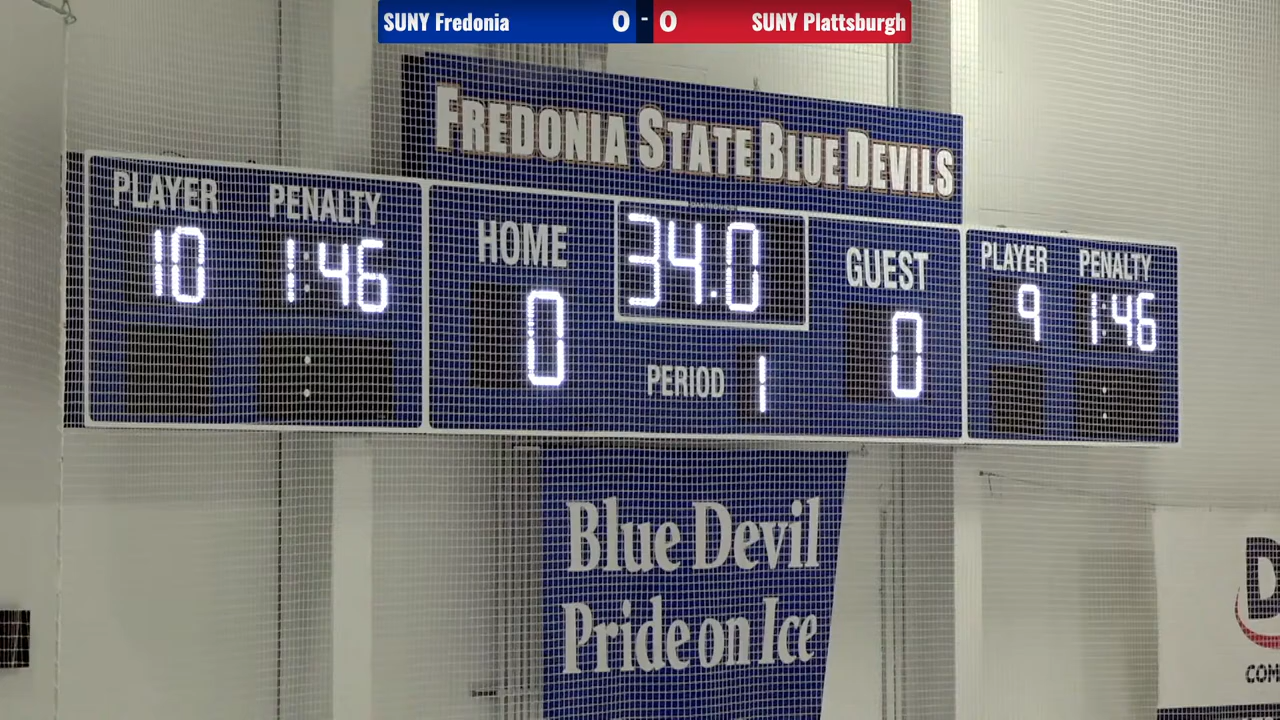 SUNY Fredonia 0 - 0 SUNY Plattsburgh
FREDONIA STATE BLUE DEVILS
PLAYER PENALTY
10 1:46
HOME
0
34.0
PERIOD 1
GUEST
0
PLAYER PENALTY
9 1:46
Blue Devil
Pride on Ice
D
COM